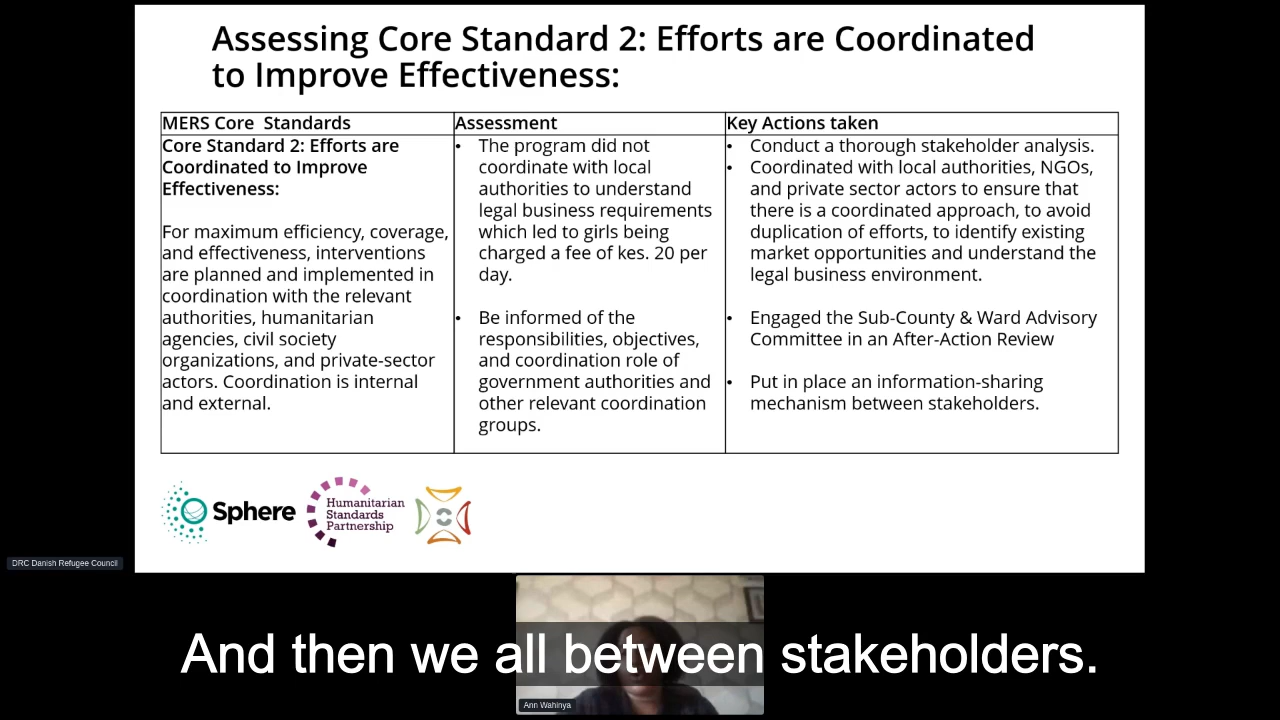 Assessing Core Standard 2: Efforts are Coordinated
to Improve Effectiveness:
MERS Core Standards
Core Standard 2: Efforts are
Coordinated to Improve
Effectiveness:
For maximum efficiency, coverage,
and effectiveness, interventions
are planned and implemented in
coordination with the relevant
authorities, humanitarian
agencies, civil society
organizations, and private-sector
actors. Coordination is internal
and external.
Assessment
• The program did not
coordinate with local
authorities to understand
legal business requirements
which led to girls being
charged a fee of kes. 20 per
day.
• Be informed of the
responsibilities, objectives,
and coordination role of
government authorities and
other relevant coordination
groups.
Key Actions taken
• Conduct a thorough stakeholder analysis.
• Coordinated with local authorities, NGOs,
and private sector actors to ensure that
there is a coordinated approach, to avoid
duplication of efforts, to identify existing
market opportunities and understand the
legal business environment.
• Engaged the Sub-County & Ward Advisory
Committee in an After-Action Review
• Put in place an information-sharing
mechanism between stakeholders.
Sphere
Humanitarian
Standards
Partnership
DRC Danish Refugee Council
And then we all between stakeholders.
Ann Wahinya